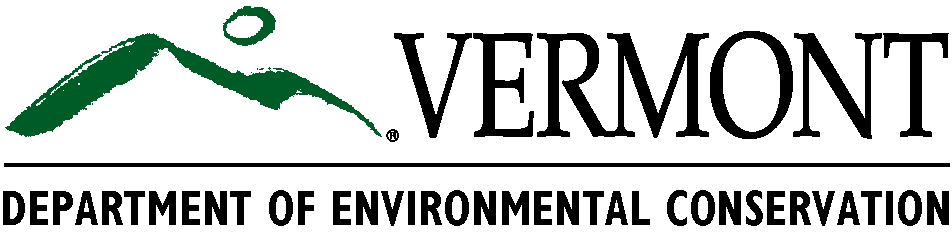 ® VERMONT
DEPARTMENT OF ENVIRONMENTAL CONSERVATION